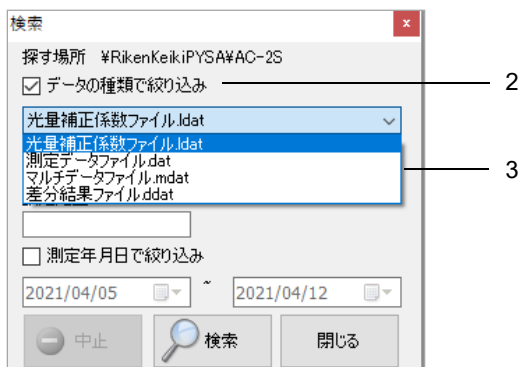 検索
x
探す場所 ¥RikenKeikiPYSA¥AC-2S
データの種類で絞り込み
2
光量補正係数ファイル.ldat
光量補正係数ファイル.ldat
測定データファイル.dat
3
マルチデータファイル.mdat
差分結果ファイル.ddat
測定年月日で絞り込み
2021/04/05 ~ 2021/04/12
中止 検索 閉じる